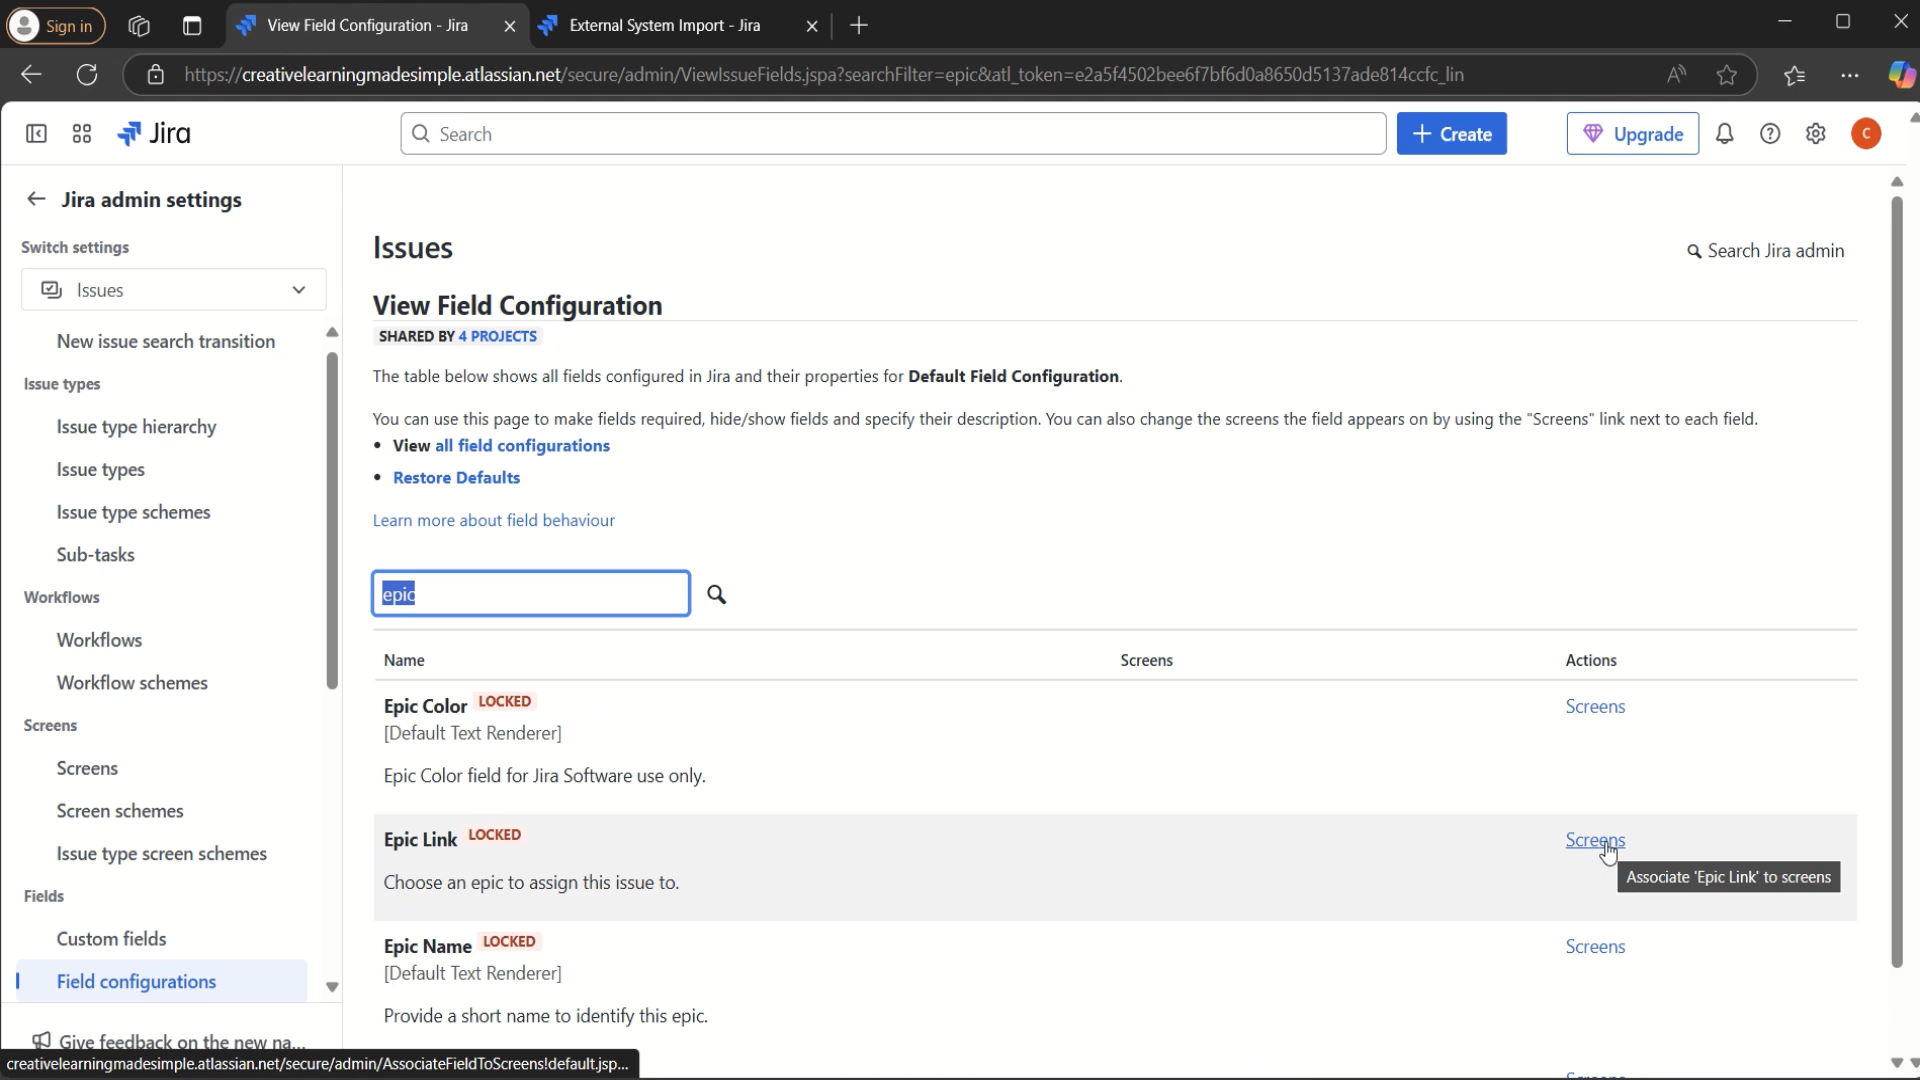 Sign in
View Field Configuration - Jira
External System Import - Jira
https://creativelearningmadesimple.atlassian.net/secure/admin/ViewIssueFields.jspa?searchFilter=epic&atl_token=e2a5f4502bee6f7bf6d0a8650d5137ade814ccfc_lin
Jira
Search
Create
Upgrade
C
Jira admin settings
Switch settings
Issues
New issue search transition
Issue types
Issue type hierarchy
Issue types
Issue type schemes
Sub-tasks
Workflows
Workflows
Workflow schemes
Screens
Screens
Screen schemes
Issue type screen schemes
Fields
Custom fields
Field configurations
Give feedback on the new na...
creativelearningmadesimple.atlassian.net/secure/admin/AssociateFieldToScreens!default.jsp...
Issues
Search Jira admin
View Field Configuration
SHARED BY 4 PROJECTS
The table below shows all fields configured in Jira and their properties for Default Field Configuration.
You can use this page to make fields required, hide/show fields and specify their description. You can also change the screens the field appears on by using the "Screens" link next to each field.
• View all field configurations
• Restore Defaults
Learn more about field behaviour
epic
Name Screens Actions
Epic Color LOCKED Screens
[Default Text Renderer]
Epic Color field for Jira Software use only.
Epic Link LOCKED Screens
Associate 'Epic Link' to screens
Choose an epic to assign this issue to.
Epic Name LOCKED Screens
[Default Text Renderer]
Provide a short name to identify this epic.
Screens